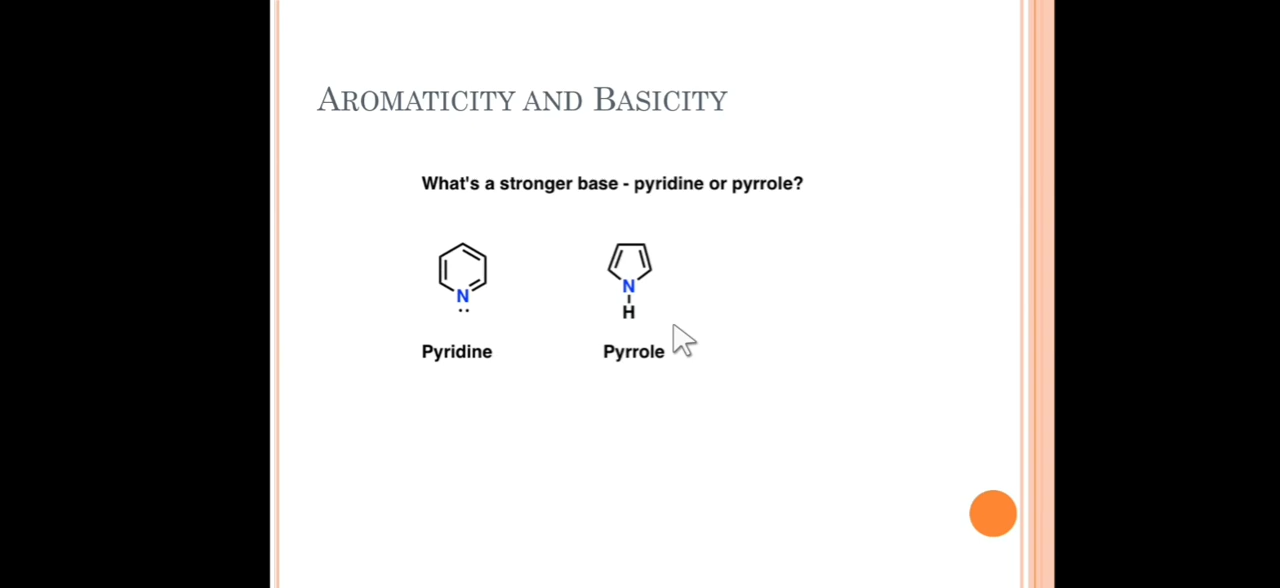 AROMATICITY AND BASICITY
What's a stronger base - pyridine or pyrrole?
N
N
H
Pyridine
Pyrrole